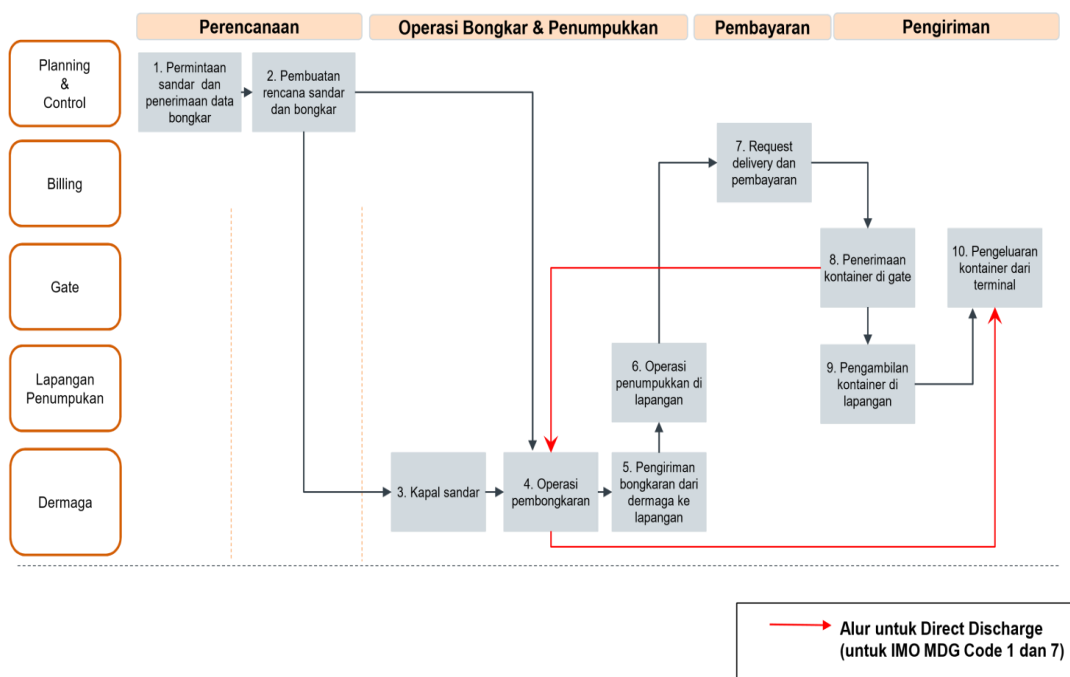 Perencanaan
Operasi Bongkar & Penumpukkan
Pembayaran
Pengiriman
Planning
&
Control
1. Permintaan
sandar dan
penerimaan data
bongkar
2. Pembuatan
rencana sandar
dan bongkar
7. Request
delivery dan
pembayaran
Billing
8. Penerimaan
kontainer di gate
10. Pengeluaran
kontainer dari
terminal
Gate
Lapangan
Penumpukan
6. Operasi
penumpukkan di
lapangan
9. Pengambilan
kontainer di
lapangan
Dermaga
3. Kapal sandar
4. Operasi
pembongkaran
5. Pengiriman
bongkaran dari
dermaga ke
lapangan
Alur untuk Direct Discharge
(untuk IMO MDG Code 1 dan 7)